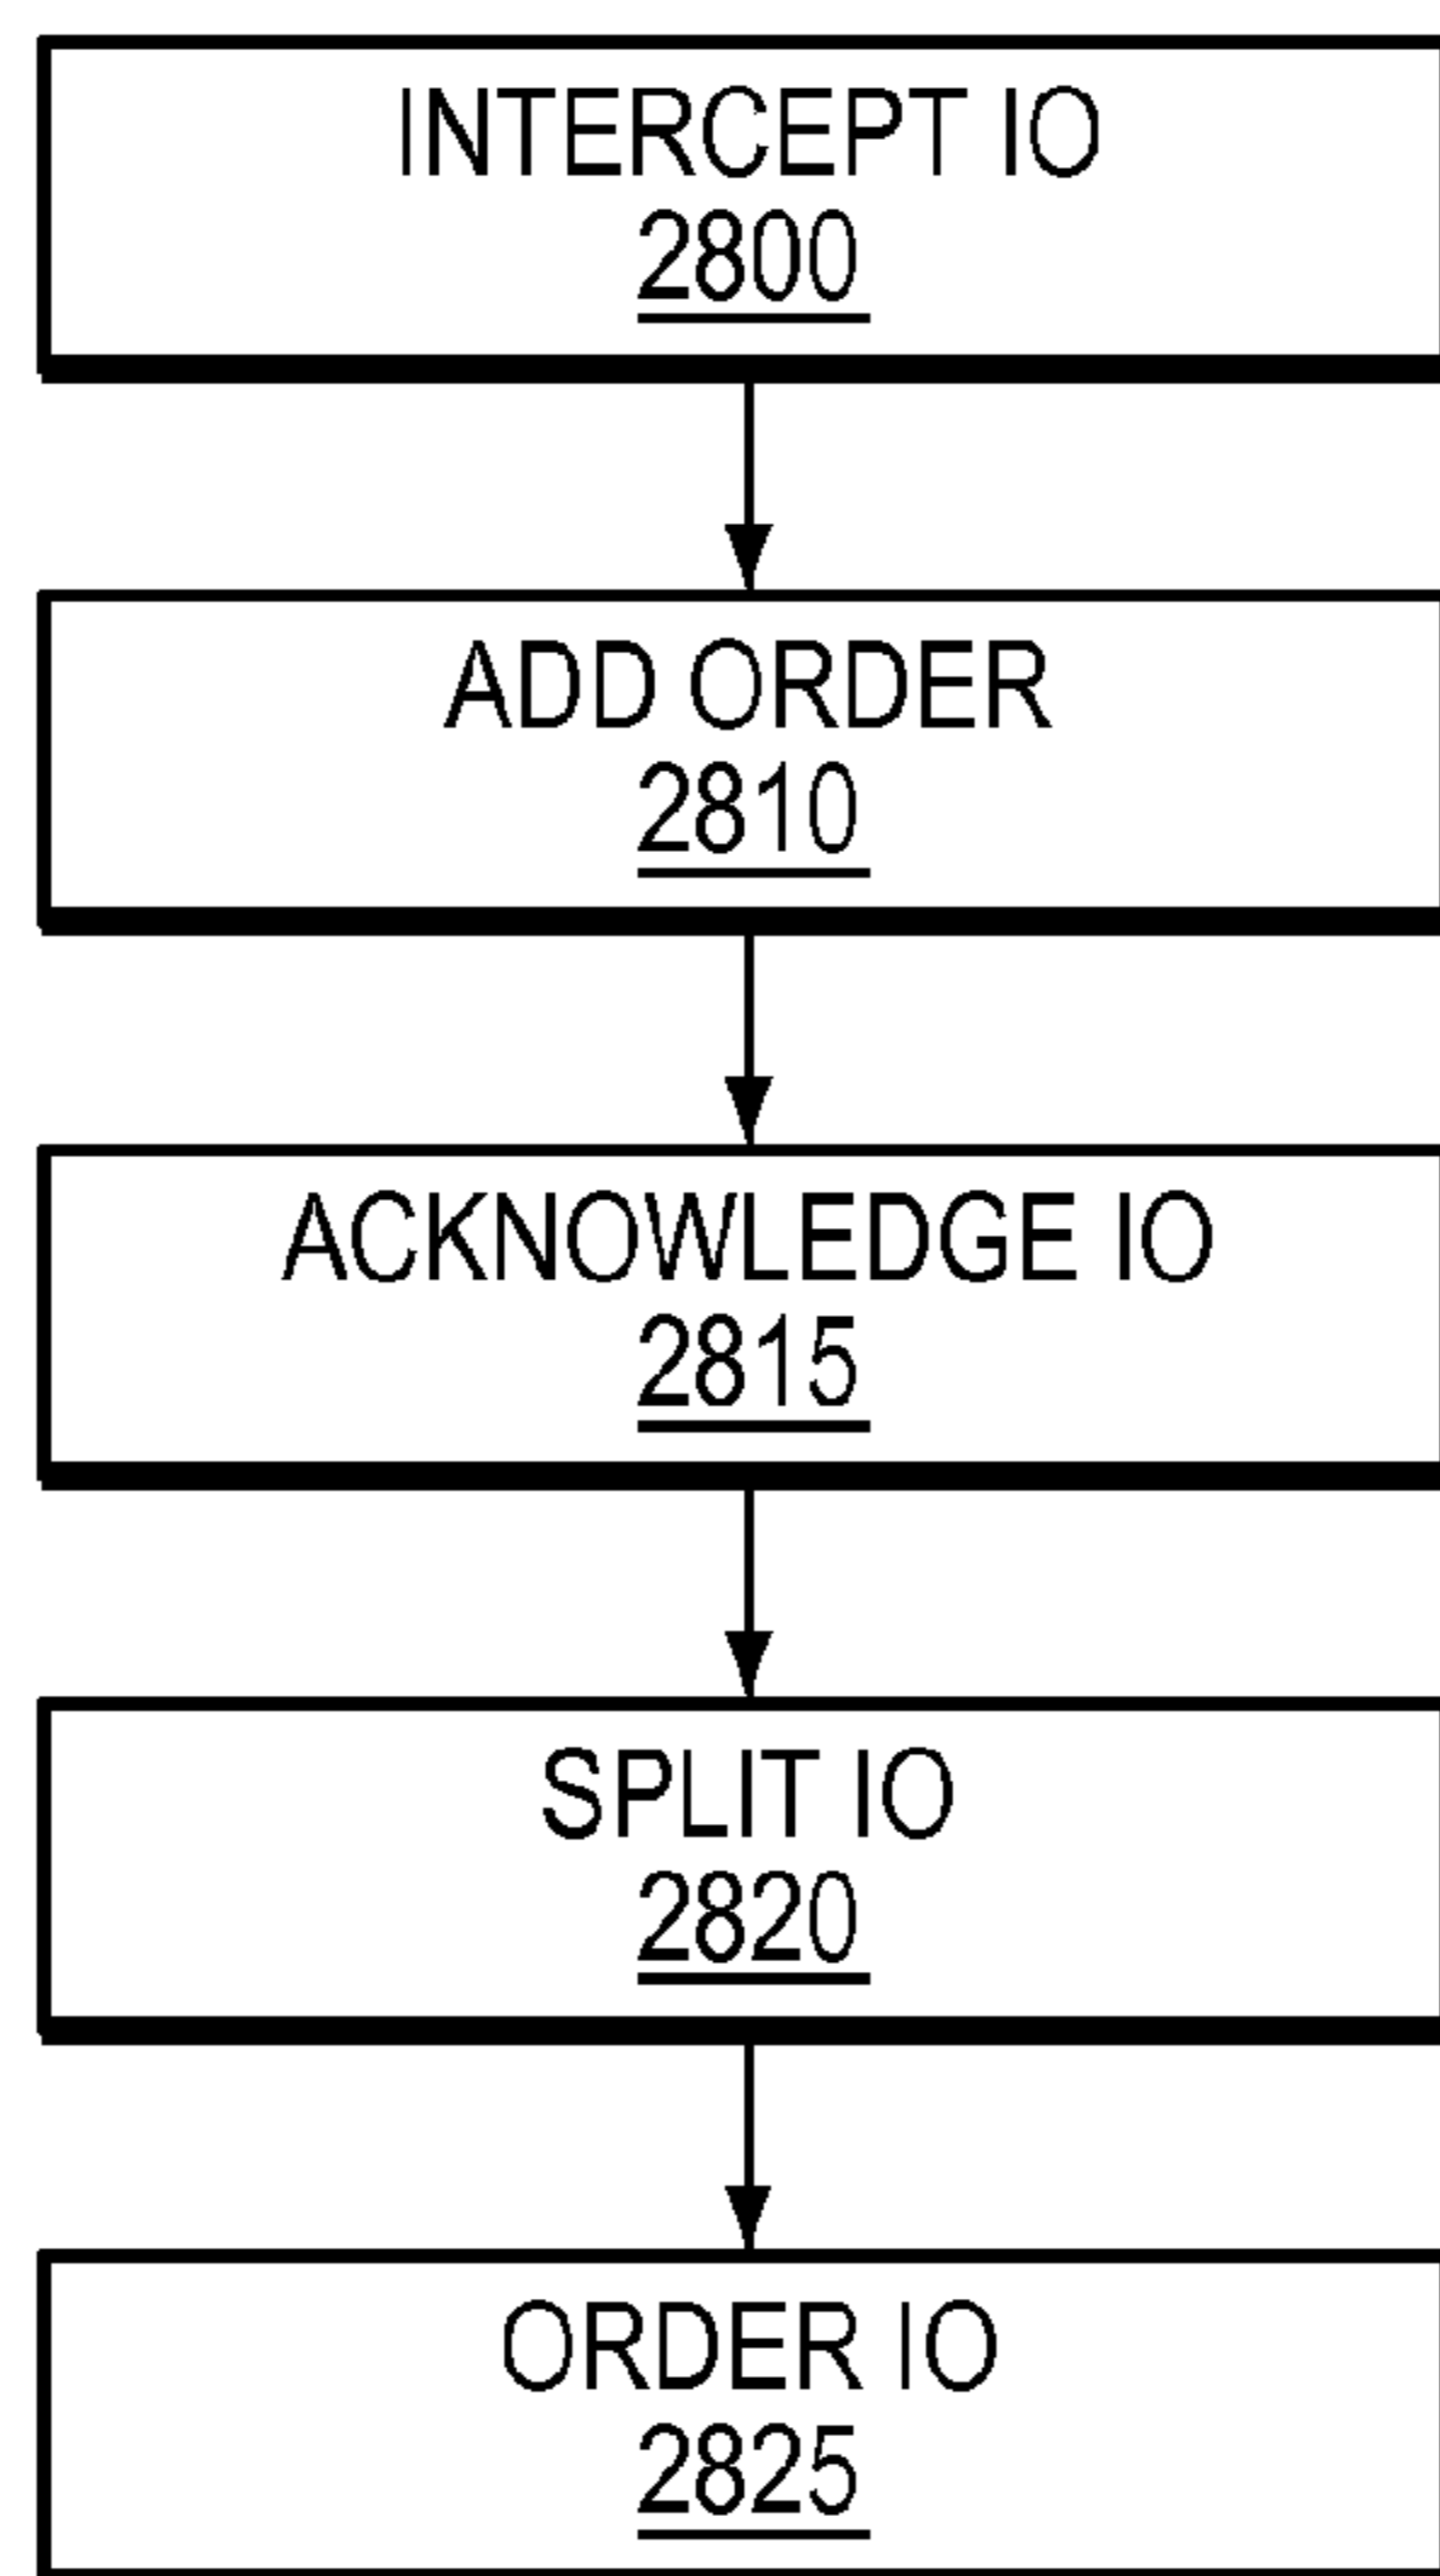 INTERCEPT IO
2800
ADD ORDER
2810
ACKNOWLEDGE IO
2815
SPLIT IO
2820
ORDER IO
2825